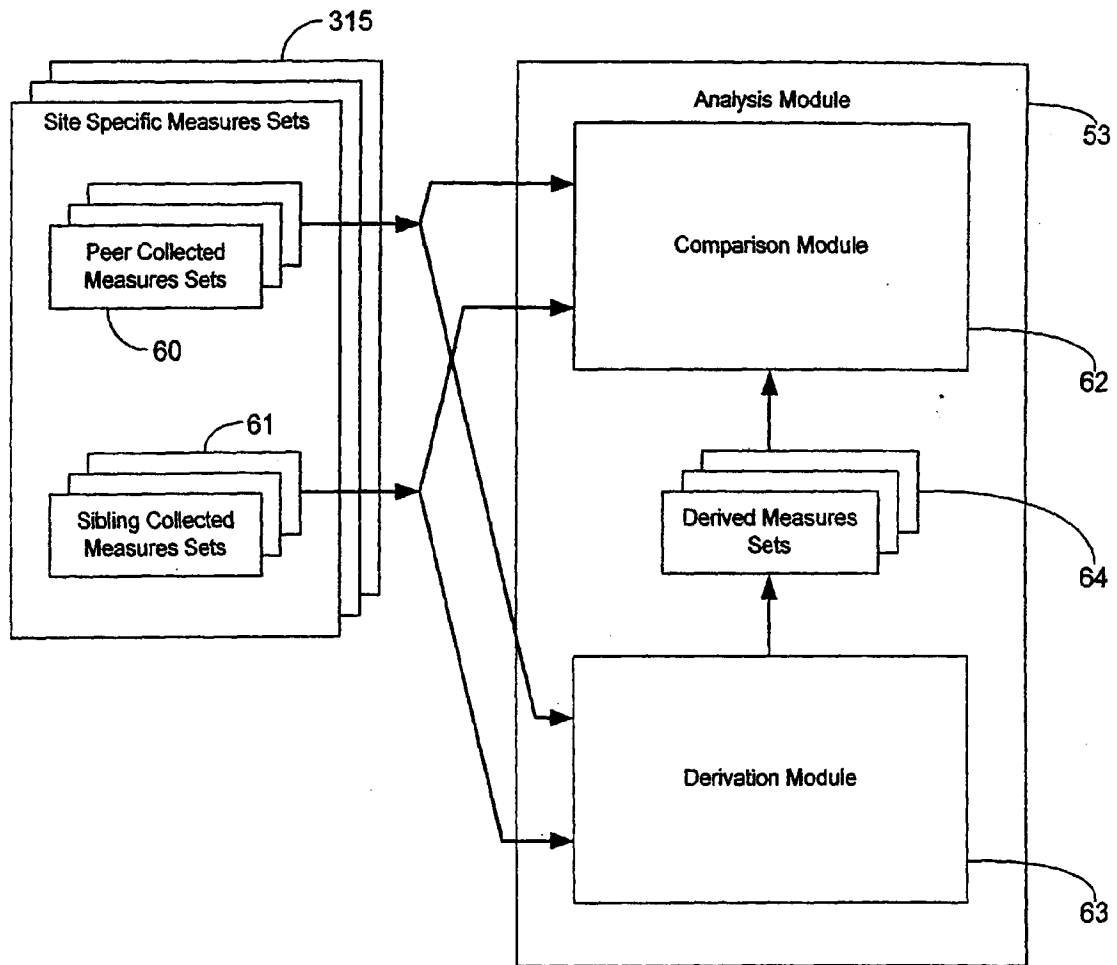 315
Site Specific Measures Sets
Peer Collected
Measures Sets
60
61
Sibling Collected
Measures Sets
Analysis Module
53
Comparison Module
62
Derived Measures
Sets
64
Derivation Module
63